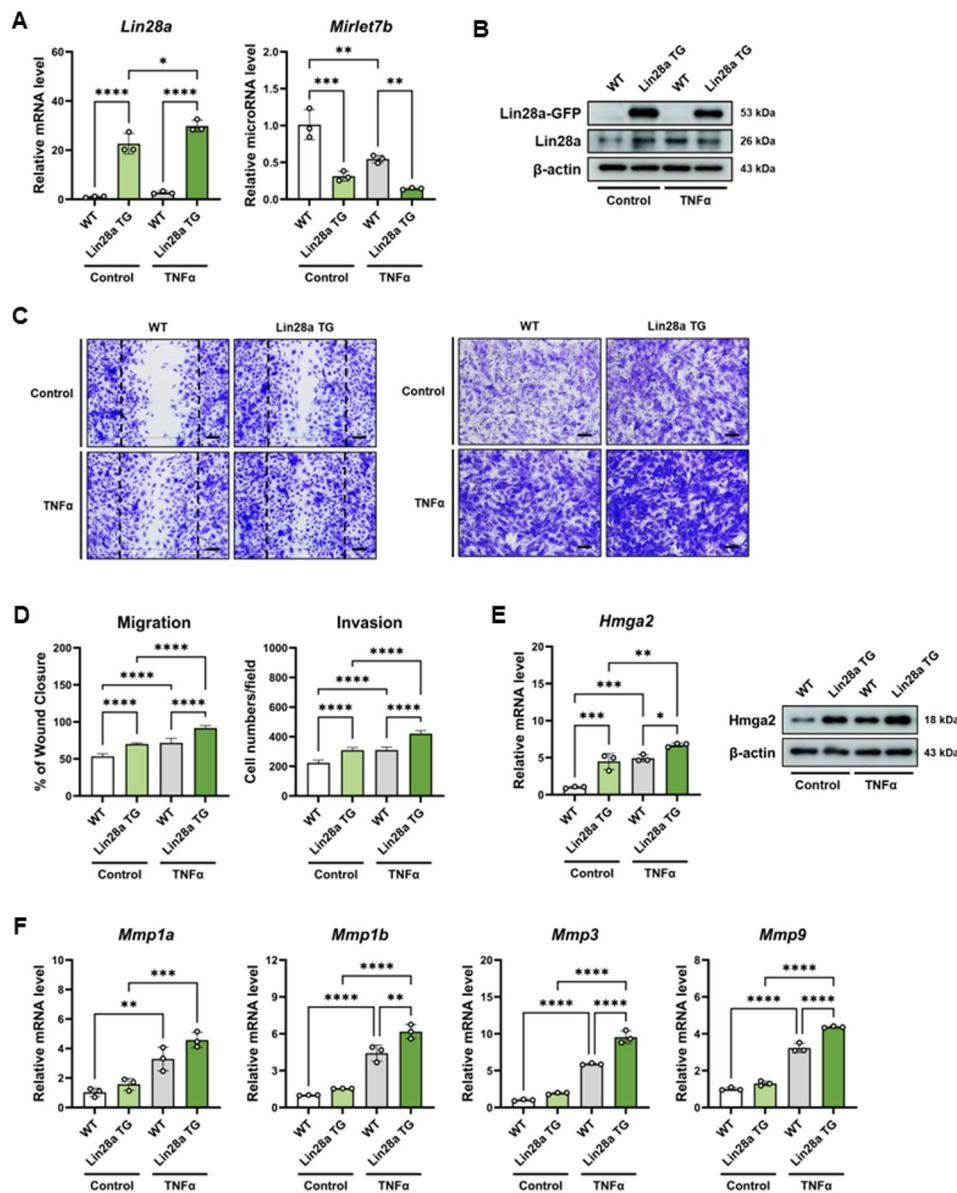 A
Lin28a
Relative mRNA level
60
40
20
0
****
****
*
WT
Lin28a TG
WT
Lin28a TG
Control
TNFα
Mirlet7b
Relative microRNA level
2.0
1.5
1.0
0.5
0.0
**
***
**
WT
Lin28a TG
WT
Lin28a TG
Control
TNFα
B
WT
Lin28a TG
WT
Lin28a TG
Lin28a-GFP
53 kDa
Lin28a
26 kDa
β-actin
43 kDa
Control
TNFα
C
WT
Lin28a TG
Control
TNFα
WT
Lin28a TG
Control
TNFα
D
Migration
% of Wound Closure
200
150
100
50
0
****
****
****
****
WT
Lin28a TG
WT
Lin28a TG
Control
TNFα
Invasion
Cell numbers/field
1000
800
600
400
200
0
****
****
****
****
WT
Lin28a TG
WT
Lin28a TG
Control
TNFα
E
Hmga2
Relative mRNA level
20
15
10
5
0
**
***
***
*
WT
Lin28a TG
WT
Lin28a TG
Control
TNFα
WT
Lin28a TG
WT
Lin28a TG
Hmga2
18 kDa
β-actin
43 kDa
Control
TNFα
F
Mmp1a
Relative mRNA level
10
8
6
4
2
0
***
**
WT
Lin28a TG
WT
Lin28a TG
Control
TNFα
Mmp1b
Relative mRNA level
12
9
6
3
0
****
****
**
WT
Lin28a TG
WT
Lin28a TG
Control
TNFα
Mmp3
Relative mRNA level
20
15
10
5
0
****
****
****
WT
Lin28a TG
WT
Lin28a TG
Control
TNFα
Mmp9
Relative mRNA level
8
6
4
2
0
****
****
****
WT
Lin28a TG
WT
Lin28a TG
Control
TNFα